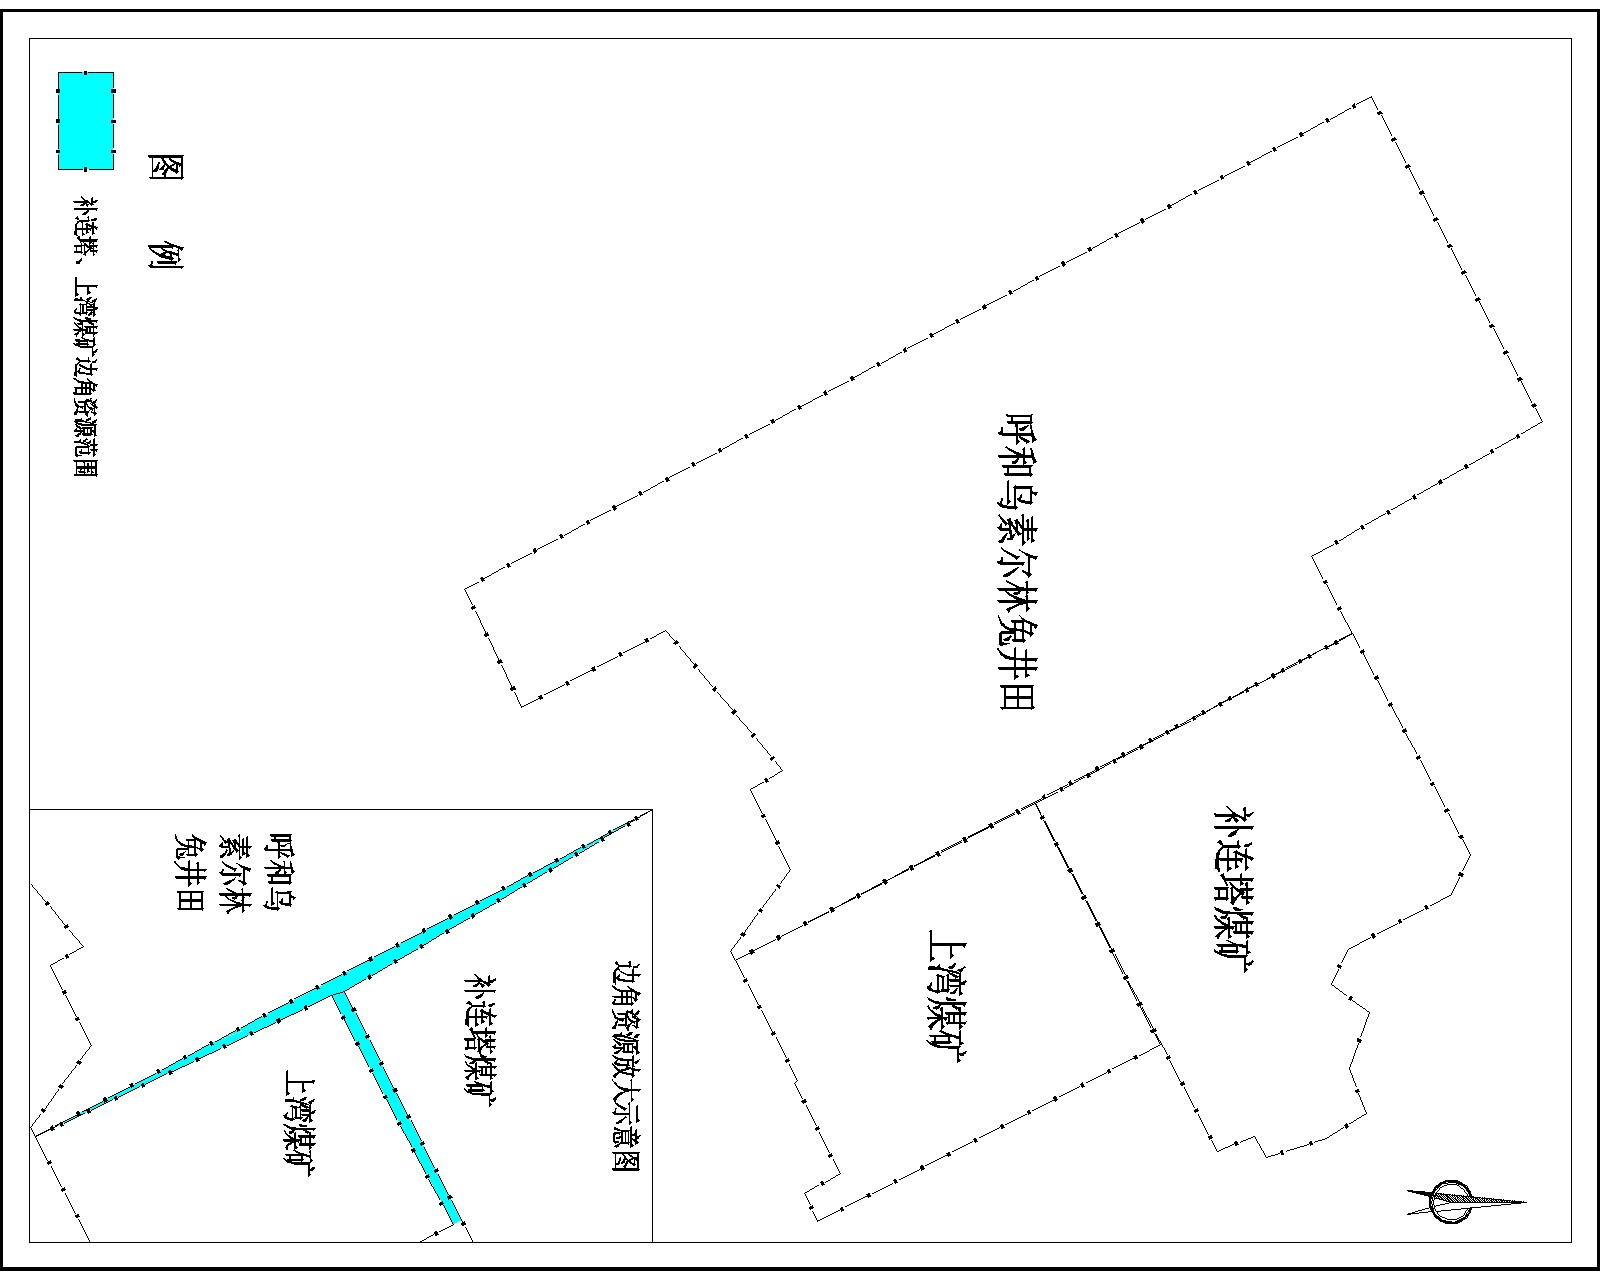 呼和乌素尔林兔井田
补连塔煤矿
上湾煤矿
边角资源放大示意图
呼和乌
素尔林
兔井田
补连塔煤矿
上湾煤矿
图 例
补连塔、上湾煤矿边角资源范围